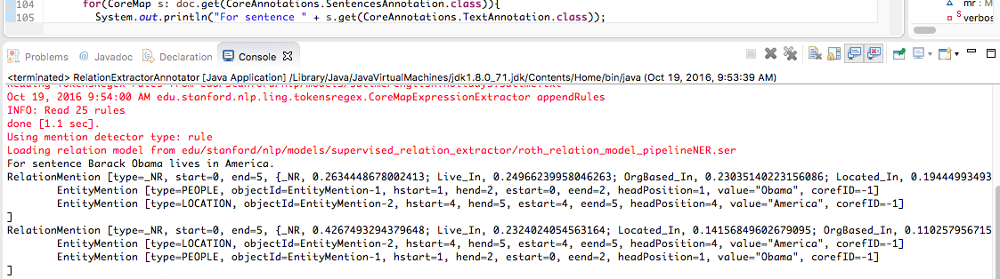 104 for(CoreMap s: doc.get(CoreAnnotations.SentencesAnnotation.class)){
105 System.out.println("For sentence " + s.get(CoreAnnotations.TextAnnotation.class));
mr : M
S verbos
Problems @ Javadoc Declaration Console
<terminated> RelationExtractorAnnotator [Java Application] /Library/Java/JavaVirtualMachines/jdk1.8.0_71.jdk/Contents/Home/bin/java (Oct 19, 2016, 9:53:39 AM)
Oct 19, 2016 9:54:00 AM edu.stanford.nlp.ling.tokensregex.CoreMapExpressionExtractor appendRules
INFO: Read 25 rules
done [1.1 sec].
Using mention detector type: rule
Loading relation model from edu/stanford/nlp/models/supervised_relation_extractor/roth_relation_model_pipelineNER.ser
For sentence Barack Obama lives in America.
RelationMention [type=_NR, start=0, end=5, {_NR, 0.2634448678002413; Live_In, 0.24966239958046263; OrgBased_In, 0.23035140223156086; Located_In, 0.19444993493
EntityMention [type=PEOPLE, objectId=EntityMention-1, hstart=1, hend=2, estart=0, eend=2, headPosition=1, value="Obama", corefID=-1]
EntityMention [type=LOCATION, objectId=EntityMention-2, hstart=4, hend=5, estart=4, eend=5, headPosition=4, value="America", corefID=-1]
]
RelationMention [type=_NR, start=0, end=5, {_NR, 0.4267493294379648; Live_In, 0.2324024054563164; Located_In, 0.14156849602679095; OrgBased_In, 0.110257956715
EntityMention [type=LOCATION, objectId=EntityMention-2, hstart=4, hend=5, estart=4, eend=5, headPosition=4, value="America", corefID=-1]
EntityMention [type=PEOPLE, objectId=EntityMention-1, hstart=1, hend=2, estart=0, eend=2, headPosition=1, value="Obama", corefID=-1]
]